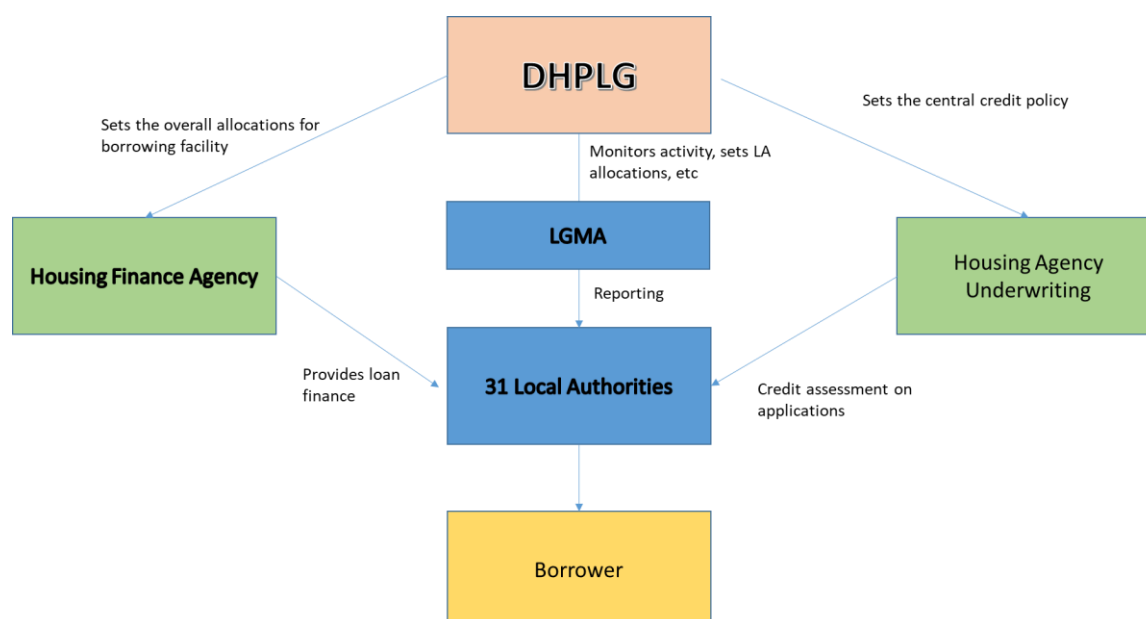 DHPLG
Sets the central credit policy
Sets the overall allocations for
borrowing facility
Monitors activity, sets LA
allocations, etc
Housing Finance Agency
LGMA
Housing Agency
Underwriting
Reporting
Provides loan
finance
31 Local Authorities
Credit assessment on
applications
Borrower